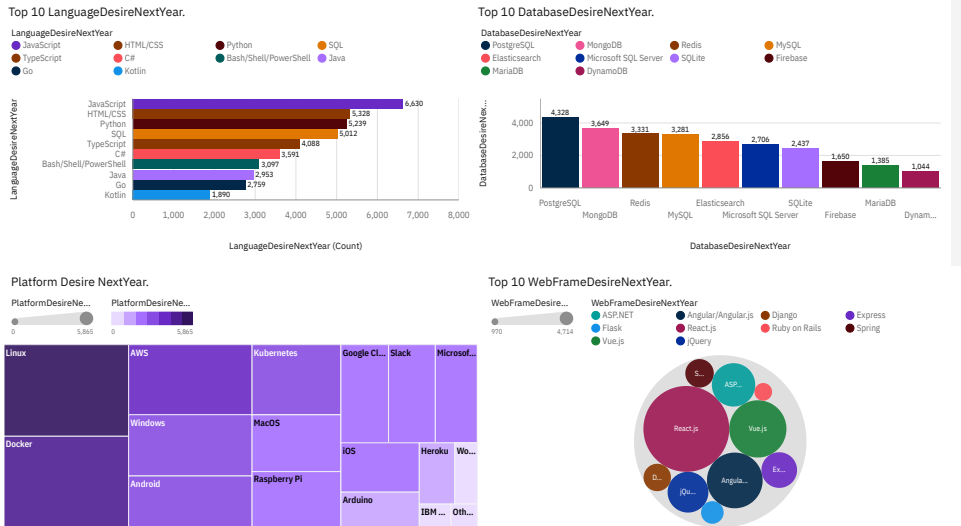 Top 10 LanguageDesireNextYear.
LanguageDesireNextYear
JavaScript HTML/CSS Python SQL
TypeScript C# Bash/Shell/PowerShell Java
Go Kotlin
LanguageDesireNextYear
JavaScript 6,630
HTML/CSS 5,328
Python 5,239
SQL 5,012
TypeScript 4,088
C# 3,591
Bash/Shell/PowerShell 3,097
Java 2,953
Go 2,759
Kotlin 1,890
0 1,000 2,000 3,000 4,000 5,000 6,000 7,000 8,000
LanguageDesireNextYear (Count)
Top 10 DatabaseDesireNextYear.
DatabaseDesireNextYear
PostgreSQL MongoDB Redis MySQL
Elasticsearch Microsoft SQL Server SQLite Firebase
MariaDB DynamoDB
DatabaseDesireNex...
4,000
2,000
0
4,328 3,649 3,331 3,281 2,856 2,706 2,437 1,650 1,385 1,044
PostgreSQL Redis Elasticsearch SQLite MariaDB
MongoDB MySQL Microsoft SQL Server Firebase Dynam...
DatabaseDesireNextYear
Platform Desire NextYear.
PlatformDesireNe... PlatformDesireNe...
0 5,865 0 5,865
Linux AWS Kubernetes Google Cl... Slack Microsof...
Windows MacOS
Docker iOS Heroku Wo...
Android Raspberry Pi
Arduino IBM ... Oth...
Top 10 WebFrameDesireNextYear.
WebFrameDesire... WebFrameDesireNextYear
970 4,714
ASP.NET Angular/Angular.js Django Express
Flask React.js Ruby on Rails Spring
Vue.js jQuery
S... ASP...
React.js Vue.js
D... jQu... Angula... Ex...